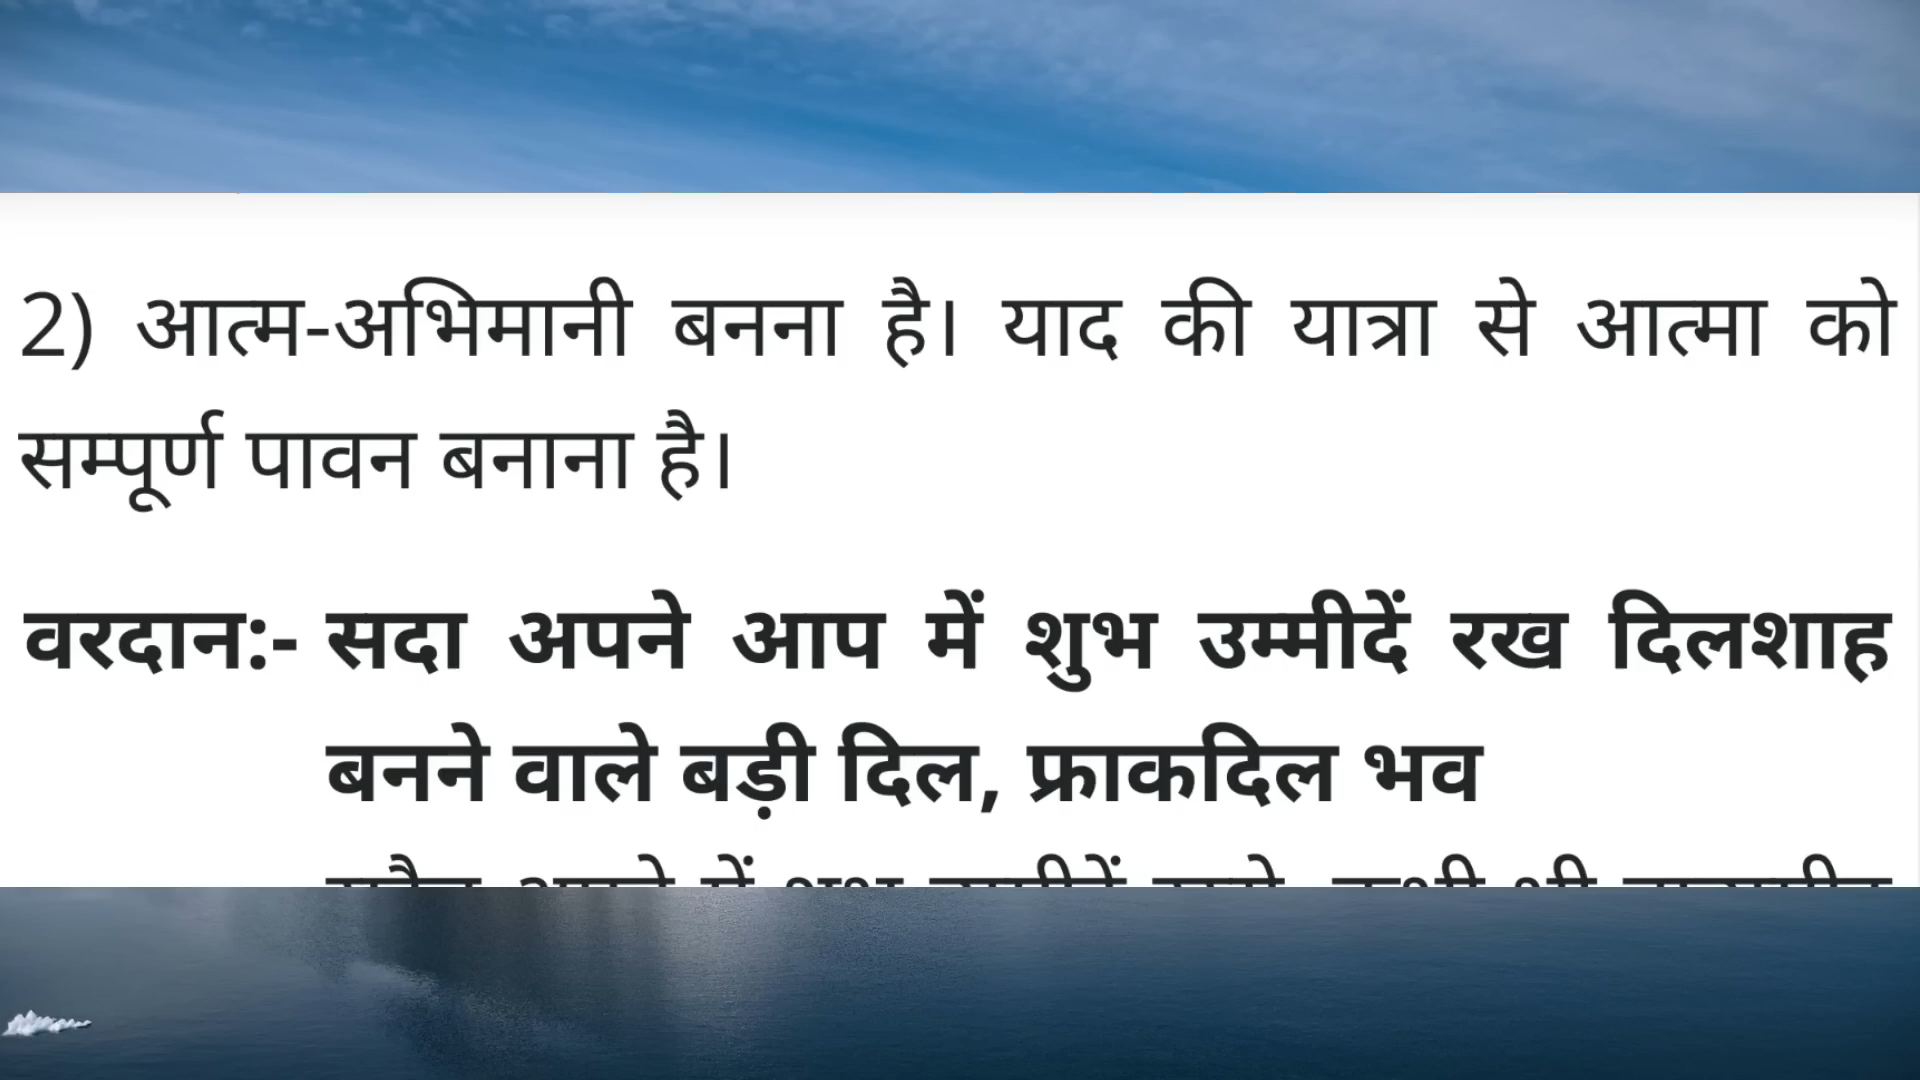 2) आत्म-अभिमानी बनना है। याद की यात्रा से आत्मा को
सम्पूर्ण पावन बनाना है।
वरदान:- सदा अपने आप में शुभ उम्मीदें रख दिलशाह
बनने वाले बड़ी दिल, फ्राकदिल भव